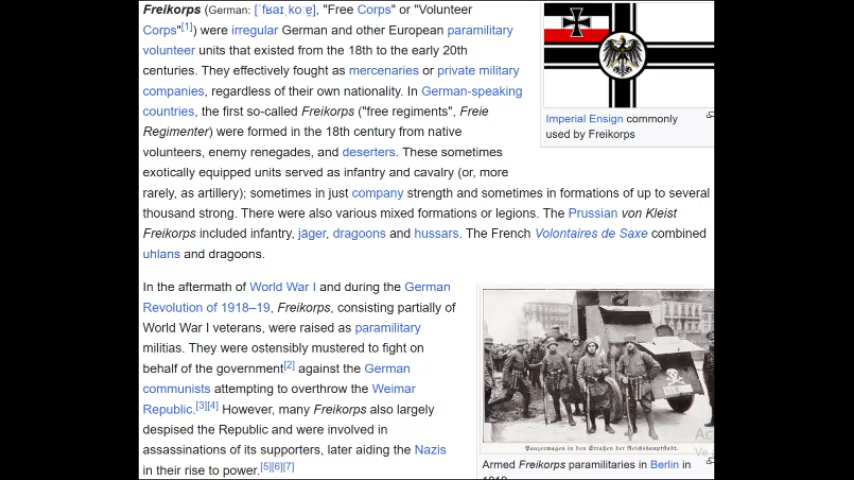 Freikorps (German: [ˈfʁaɪˌkoːɐ̯], "Free Corps" or "Volunteer
Corps"[1]) were irregular German and other European paramilitary
volunteer units that existed from the 18th to the early 20th
centuries. They effectively fought as mercenaries or private military
companies, regardless of their own nationality. In German-speaking
countries, the first so-called Freikorps ("free regiments", Freie
Regimenter) were formed in the 18th century from native
volunteers, enemy renegades, and deserters. These sometimes
exotically equipped units served as infantry and cavalry (or, more
rarely, as artillery); sometimes in just company strength and sometimes in formations of up to several
thousand strong. There were also various mixed formations or legions. The Prussian von Kleist
Freikorps included infantry, jäger, dragoons and hussars. The French Volontaires de Saxe combined
uhlans and dragoons.
Imperial Ensign commonly
used by Freikorps
In the aftermath of World War I and during the German
Revolution of 1918–19, Freikorps, consisting partially of
World War I veterans, were raised as paramilitary
militias. They were ostensibly mustered to fight on
behalf of the government[2] against the German
communists attempting to overthrow the Weimar
Republic.[3][4] However, many Freikorps also largely
despised the Republic and were involved in
assassinations of its supporters, later aiding the Nazis
in their rise to power.[5][6][7]
Panzerwagen in den Straßen der Reichshauptstadt.
Armed Freikorps paramilitaries in Berlin in
1919